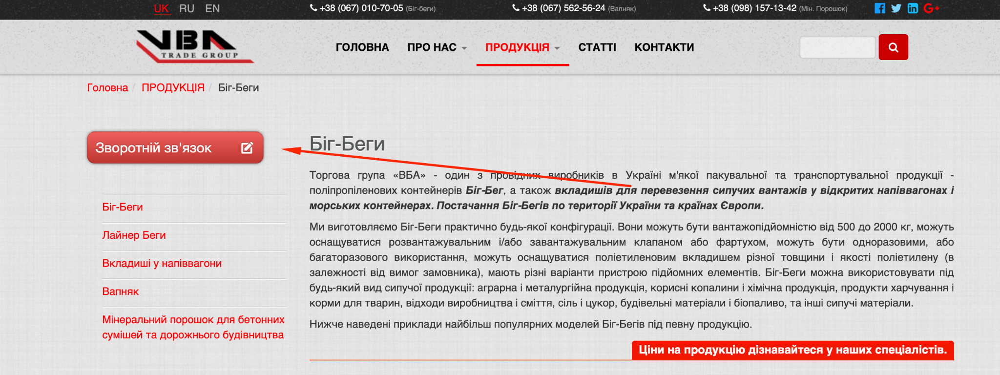 UK RU EN +38 (067) 010-70-05 (Біг-беги) +38 (067) 562-56-24 (Вапняк) +38 (098) 157-13-42 (Мін. Порошок)
VBA
TRADE GROUP
ГОЛОВНА ПРО НАС ПРОДУКЦІЯ СТАТТІ КОНТАКТИ
Головна / ПРОДУКЦІЯ / Біг-Беги
Зворотній зв'язок
Біг-Беги
Лайнер Беги
Вкладиші у напіввагони
Вапняк
Мінеральний порошок для бетонних
сумішей та дорожнього будівництва
Біг-Беги
Торгова група «ВБА» - один з провідних виробників в Україні м'якої пакувальної та транспортувальної продукції -
поліпропіленових контейнерів Біг-Бег, а також вкладишів для перевезення сипучих вантажів у відкритих напіввагонах і
морських контейнерах. Постачання Біг-Бегів по території України та країнах Європи.
Ми виготовляємо Біг-Беги практично будь-якої конфігурації. Вони можуть бути вантажопідйомністю від 500 до 2000 кг, можуть
оснащуватися розвантажувальним і/або завантажувальним клапаном або фартухом, можуть бути одноразовими, або
багаторазового використання, можуть оснащуватися поліетиленовим вкладишем різної товщини і якості поліетилену (в
залежності від вимог замовника), мають різні варіанти пристрою підйомних елементів. Біг-Беги можна використовувати під
будь-який вид сипучої продукції: аграрна і металургійна продукція, корисні копалини і хімічна продукція, продукти харчування і
корми для тварин, відходи виробництва і сміття, сіль і цукор, будівельні матеріали і біопаливо, та інші сипучі матеріали.
Нижче наведені приклади найбільш популярних моделей Біг-Бегів під певну продукцію.
Ціни на продукцію дізнавайтеся у наших спеціалістів.